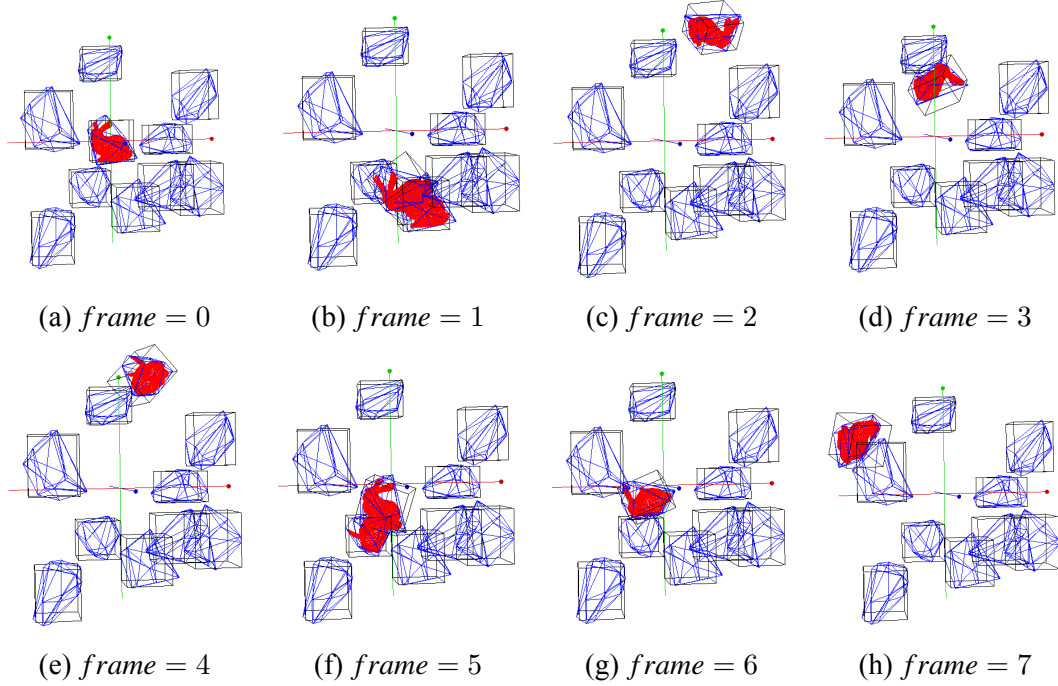 (a) frame = 0
(b) frame = 1
(c) frame = 2
(d) frame = 3
(e) frame = 4
(f) frame = 5
(g) frame = 6
(h) frame = 7